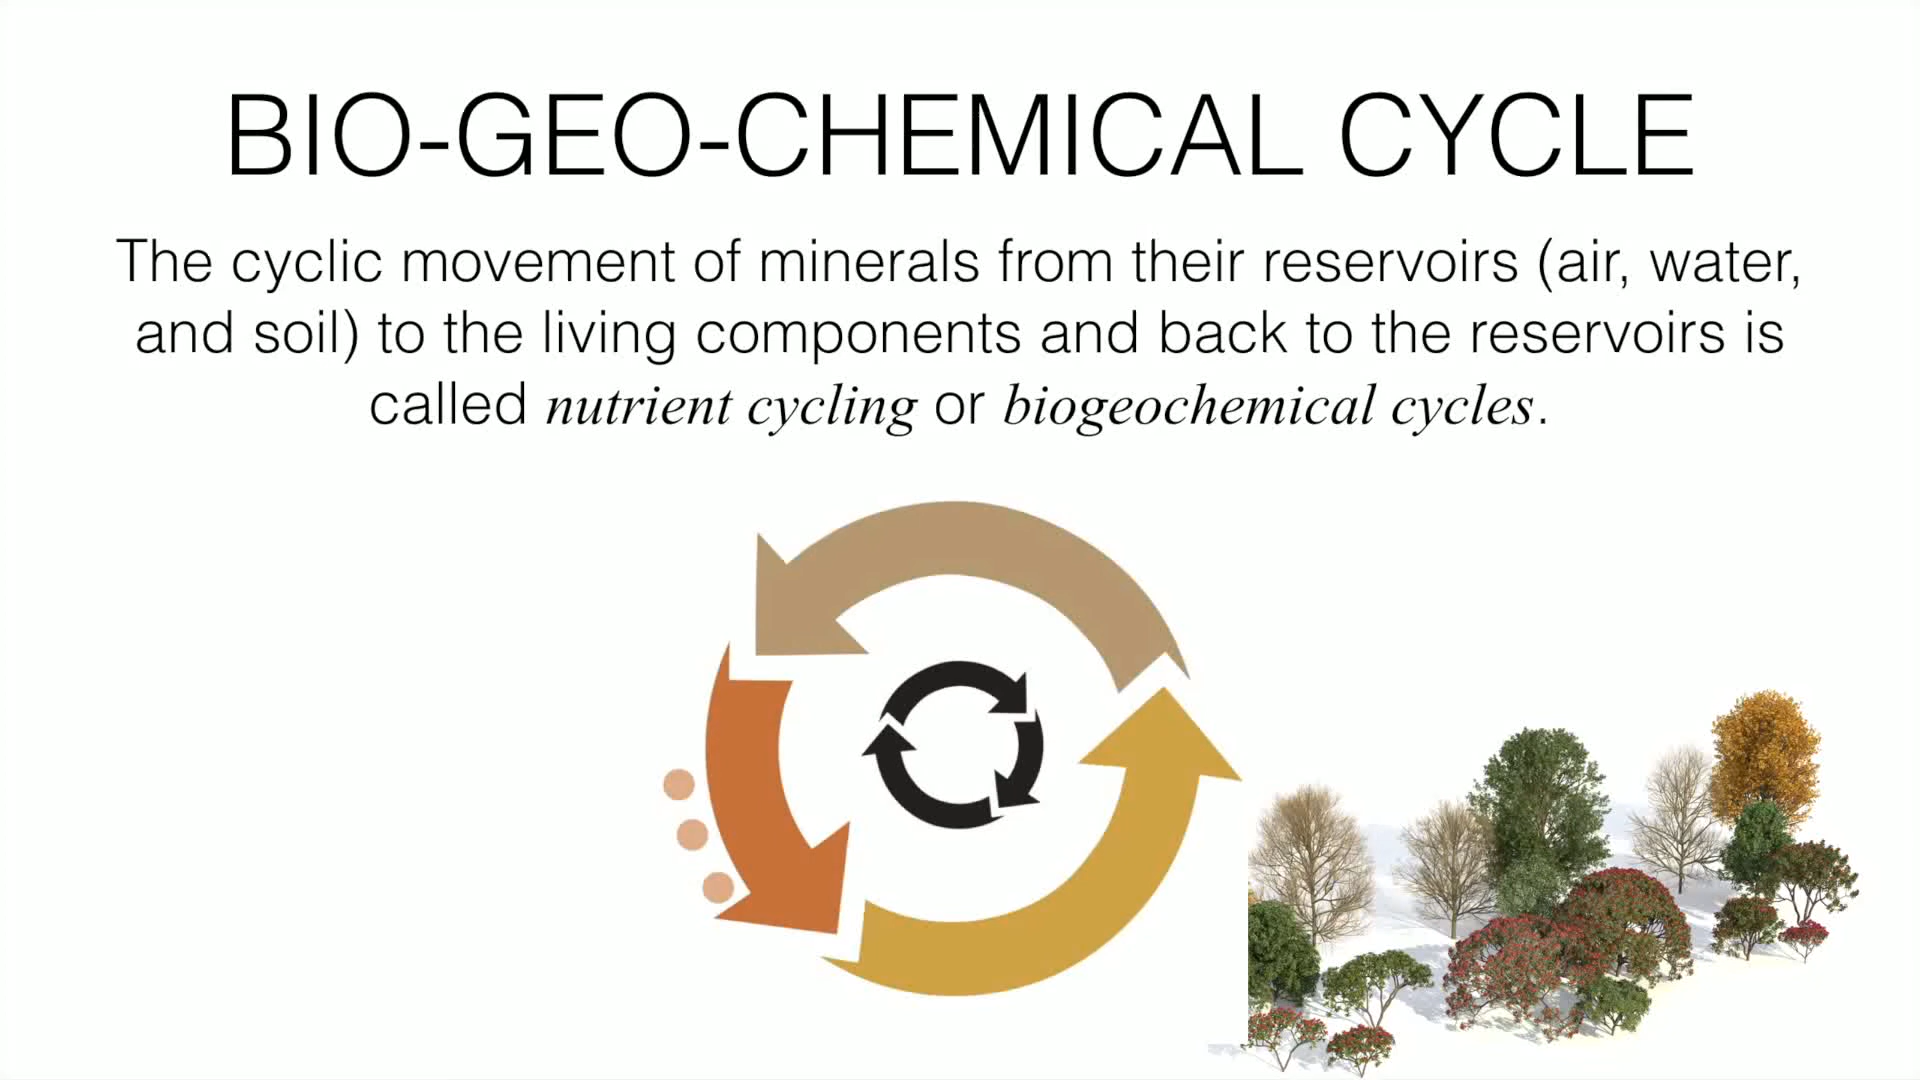 BIO-GEO-CHEMICAL CYCLE
The cyclic movement of minerals from their reservoirs (air, water,
and soil) to the living components and back to the reservoirs is
called nutrient cycling or biogeochemical cycles.